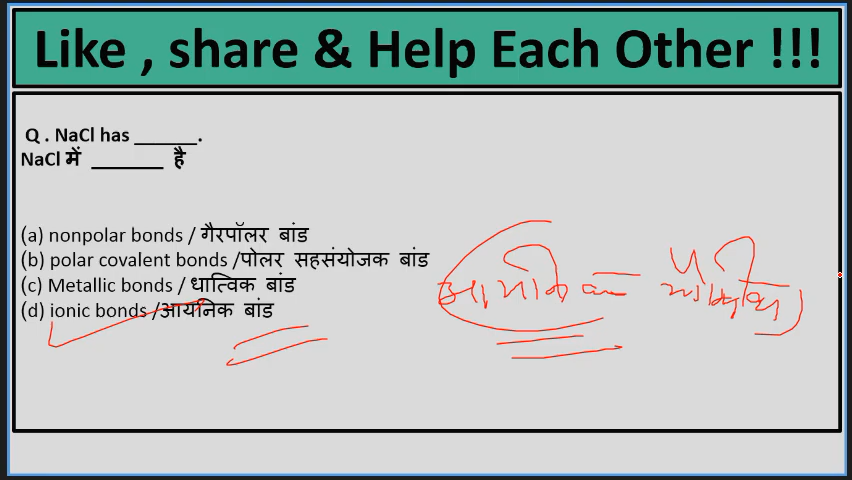 Like , share & Help Each Other !!!
Q . NaCl has ______.
NaCl में _______ है
(a) nonpolar bonds / गैरपॉलर बांड
(b) polar covalent bonds /पोलर सहसंयोजक बांड
(c) Metallic bonds / धात्विक बांड
(d) ionic bonds /आयनिक बांड